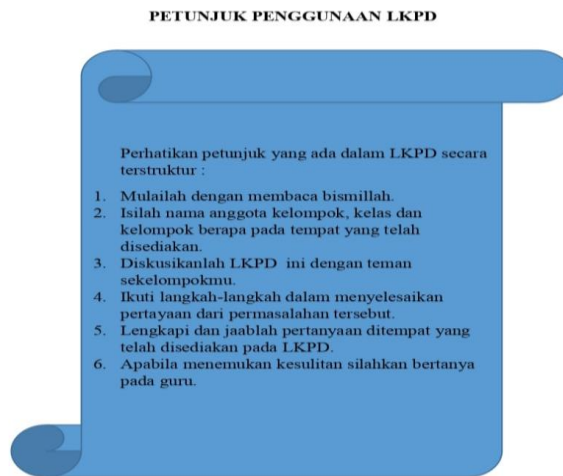 PETUNJUK PENGGUNAAN LKPD
Perhatikan petunjuk yang ada dalam LKPD secara
terstruktur :
1. Mulailah dengan membaca bismillah.
2. Isilah nama anggota kelompok, kelas dan
kelompok berapa pada tempat yang telah
disediakan.
3. Diskusikanlah LKPD ini dengan teman
sekelompokmu.
4. Ikuti langkah-langkah dalam menyelesaikan
pertayaan dari permasalahan tersebut.
5. Lengkapi dan jaablah pertanyaan ditempat yang
telah disediakan pada LKPD.
6. Apabila menemukan kesulitan silahkan bertanya
pada guru.